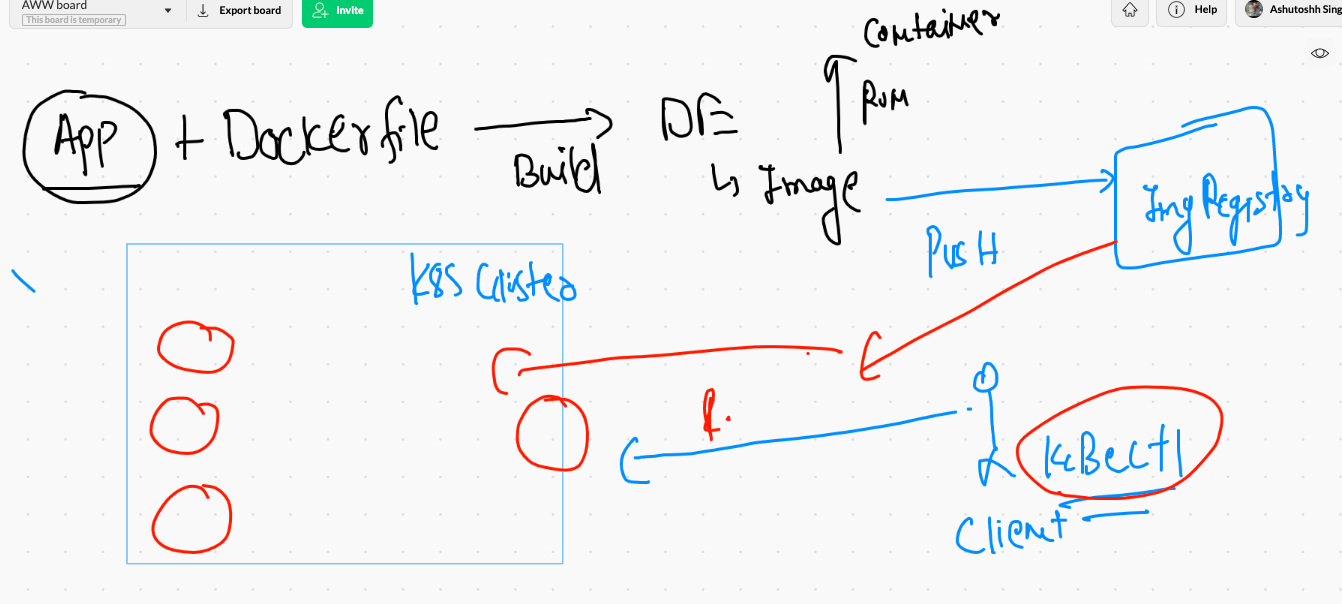 AWW board
This board is temporary
Export board
Invite
Help
Ashutoshh Sing
Container
Run
App + Dockerfile
Build
DFE
Image
Img Registry
Push
K8S Cluster
KuBectl
Client